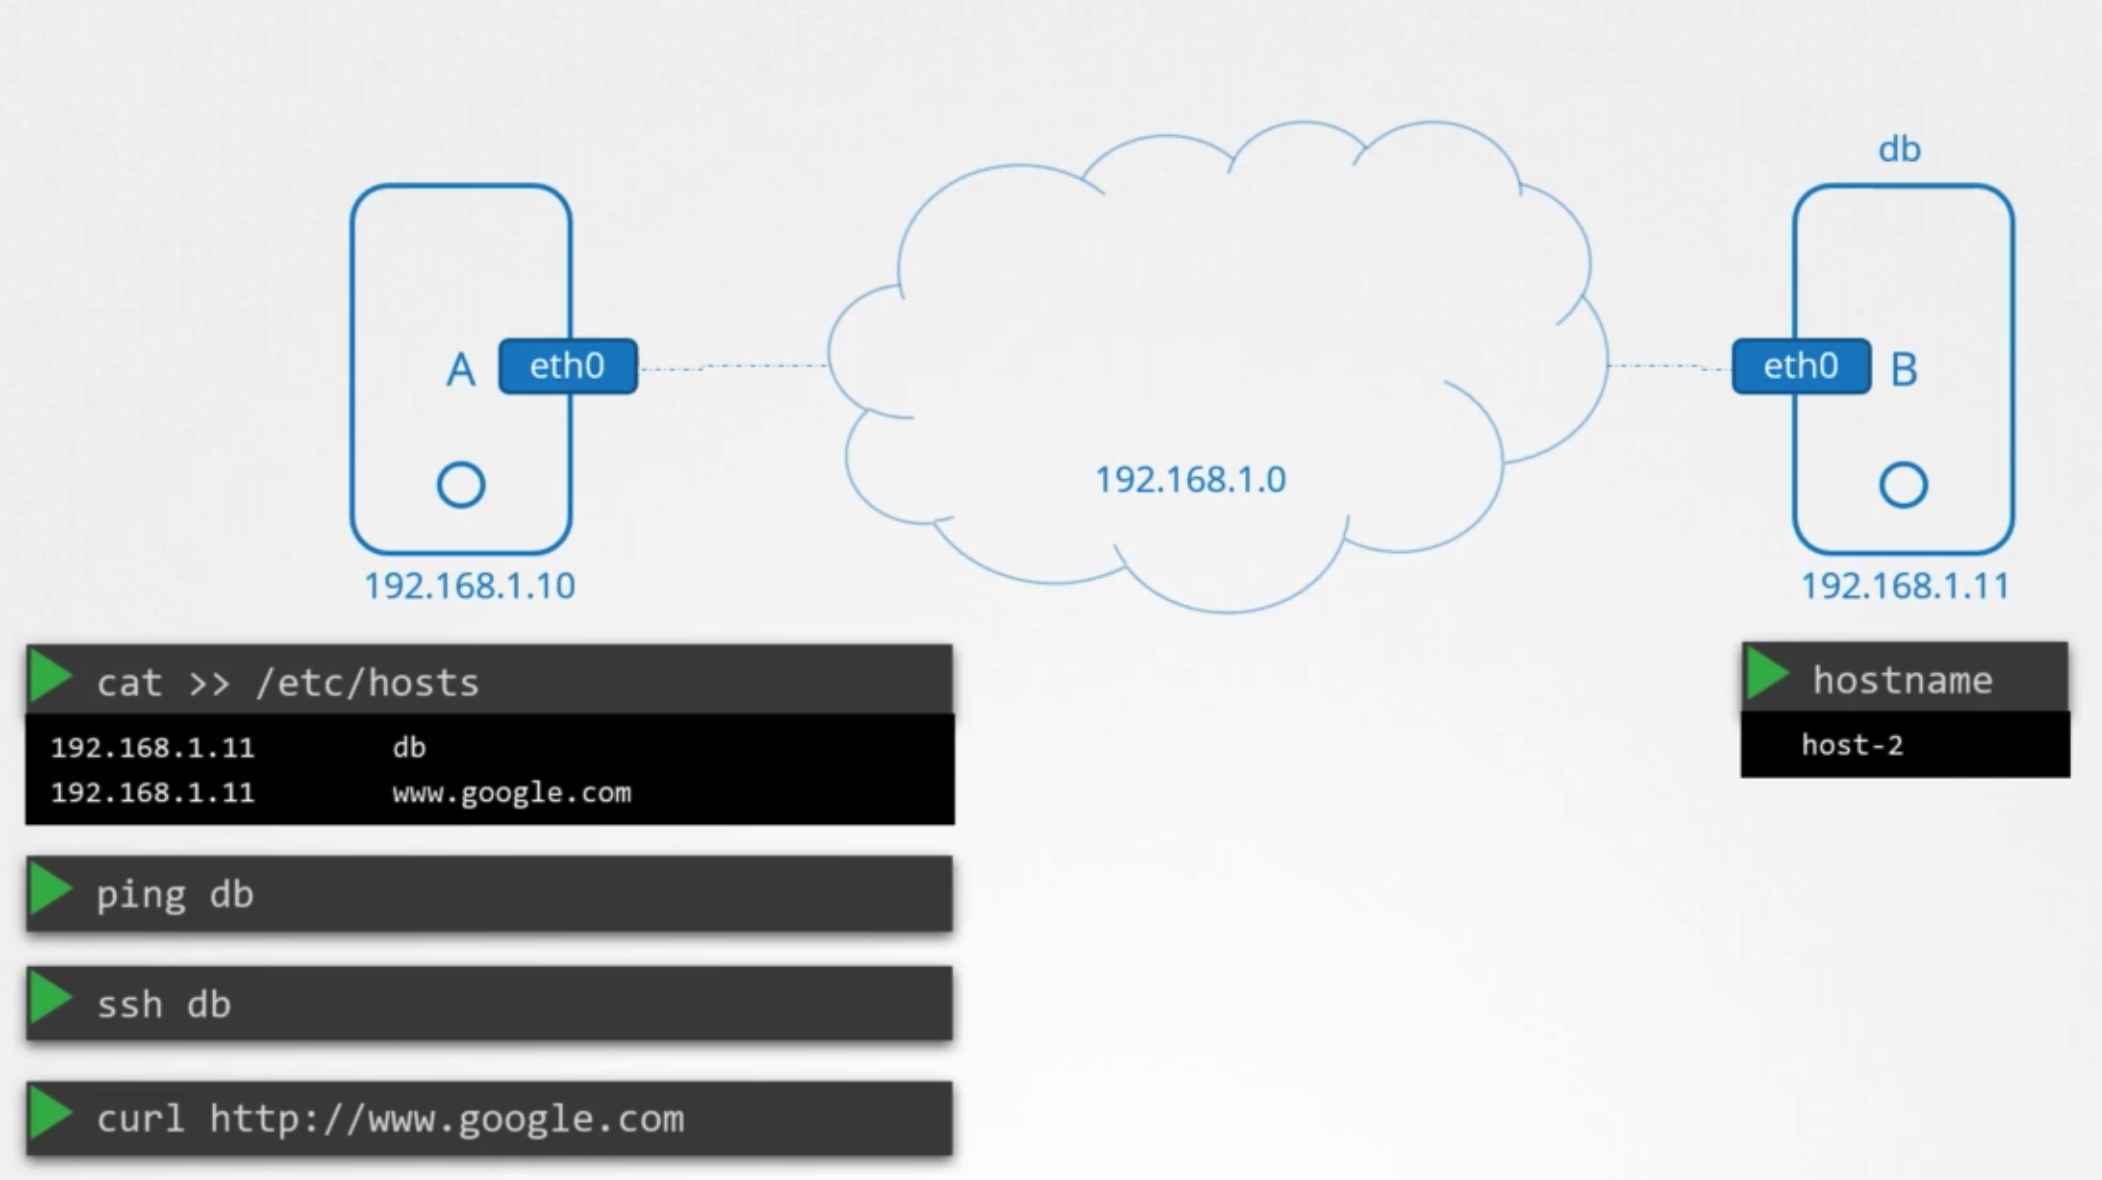 db
A
eth0
eth0
B
192.168.1.0
192.168.1.10
192.168.1.11
cat >> /etc/hosts
192.168.1.11 db
192.168.1.11 www.google.com
hostname
host-2
ping db
ssh db
curl http://www.google.com